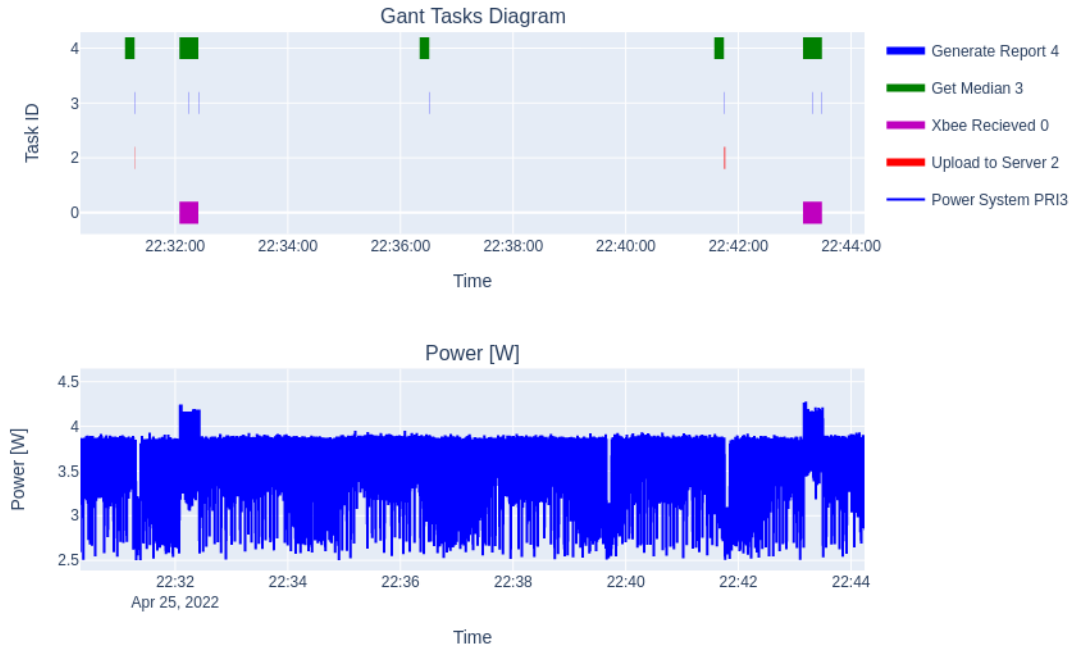 Gant Tasks Diagram
4
3
2
0
Task ID
22:32:00 22:34:00 22:36:00 22:38:00 22:40:00 22:42:00 22:44:00
Time
Generate Report 4
Get Median 3
Xbee Recieved 0
Upload to Server 2
Power System PRI3
Power [W]
4.5
4
3.5
3
2.5
Power [W]
22:32 22:34 22:36 22:38 22:40 22:42 22:44
Apr 25, 2022
Time